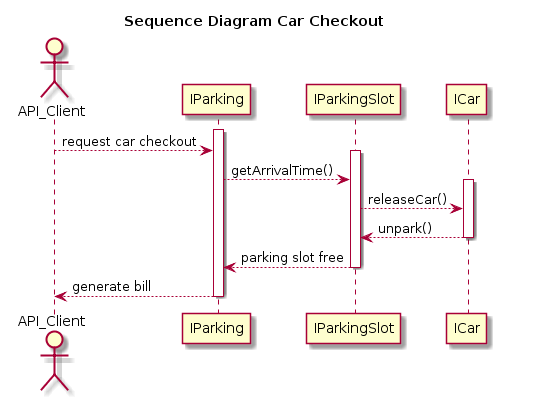 Sequence Diagram Car Checkout
API_Client
IParking
IParkingSlot
ICar
request car checkout
getArrivalTime()
releaseCar()
unpark()
parking slot free
generate bill
API_Client
IParking
IParkingSlot
ICar